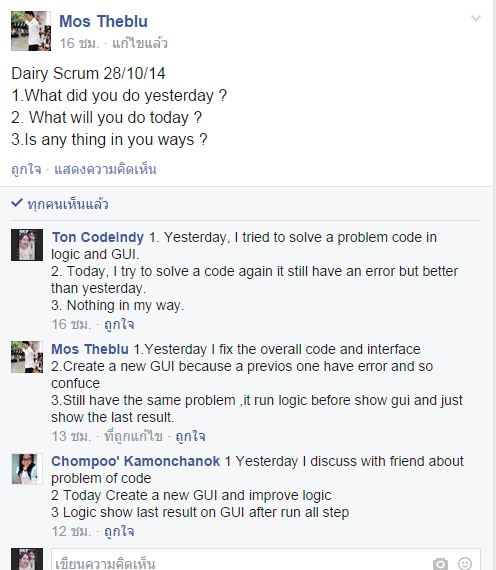 Mos Theblu
16 ชม. · แก้ไขแล้ว
Dairy Scrum 28/10/14
1.What did you do yesterday ?
2. What will you do today ?
3.Is any thing in you ways ?
ถูกใจ · แสดงความคิดเห็น
ทุกคนเห็นแล้ว
Ton Codeindy 1. Yesterday, I tried to solve a problem code in
logic and GUI.
2. Today, I try to solve a code again it still have an error but better
than yesterday.
3. Nothing in my way.
16 ชม. · ถูกใจ
Mos Theblu 1.Yesterday I fix the overall code and interface
2.Create a new GUI because a previos one have error and so
confuce
3.Still have the same problem ,it run logic before show gui and just
show the last result.
13 ชม. · ที่ถูกแก้ไข · ถูกใจ
Chompoo' Kamonchanok 1 Yesterday I discuss with friend about
problem of code
2 Today Create a new GUI and improve logic
3 Logic show last result on GUI after run all step
12 ชม. · ถูกใจ
เขียนความคิดเห็น